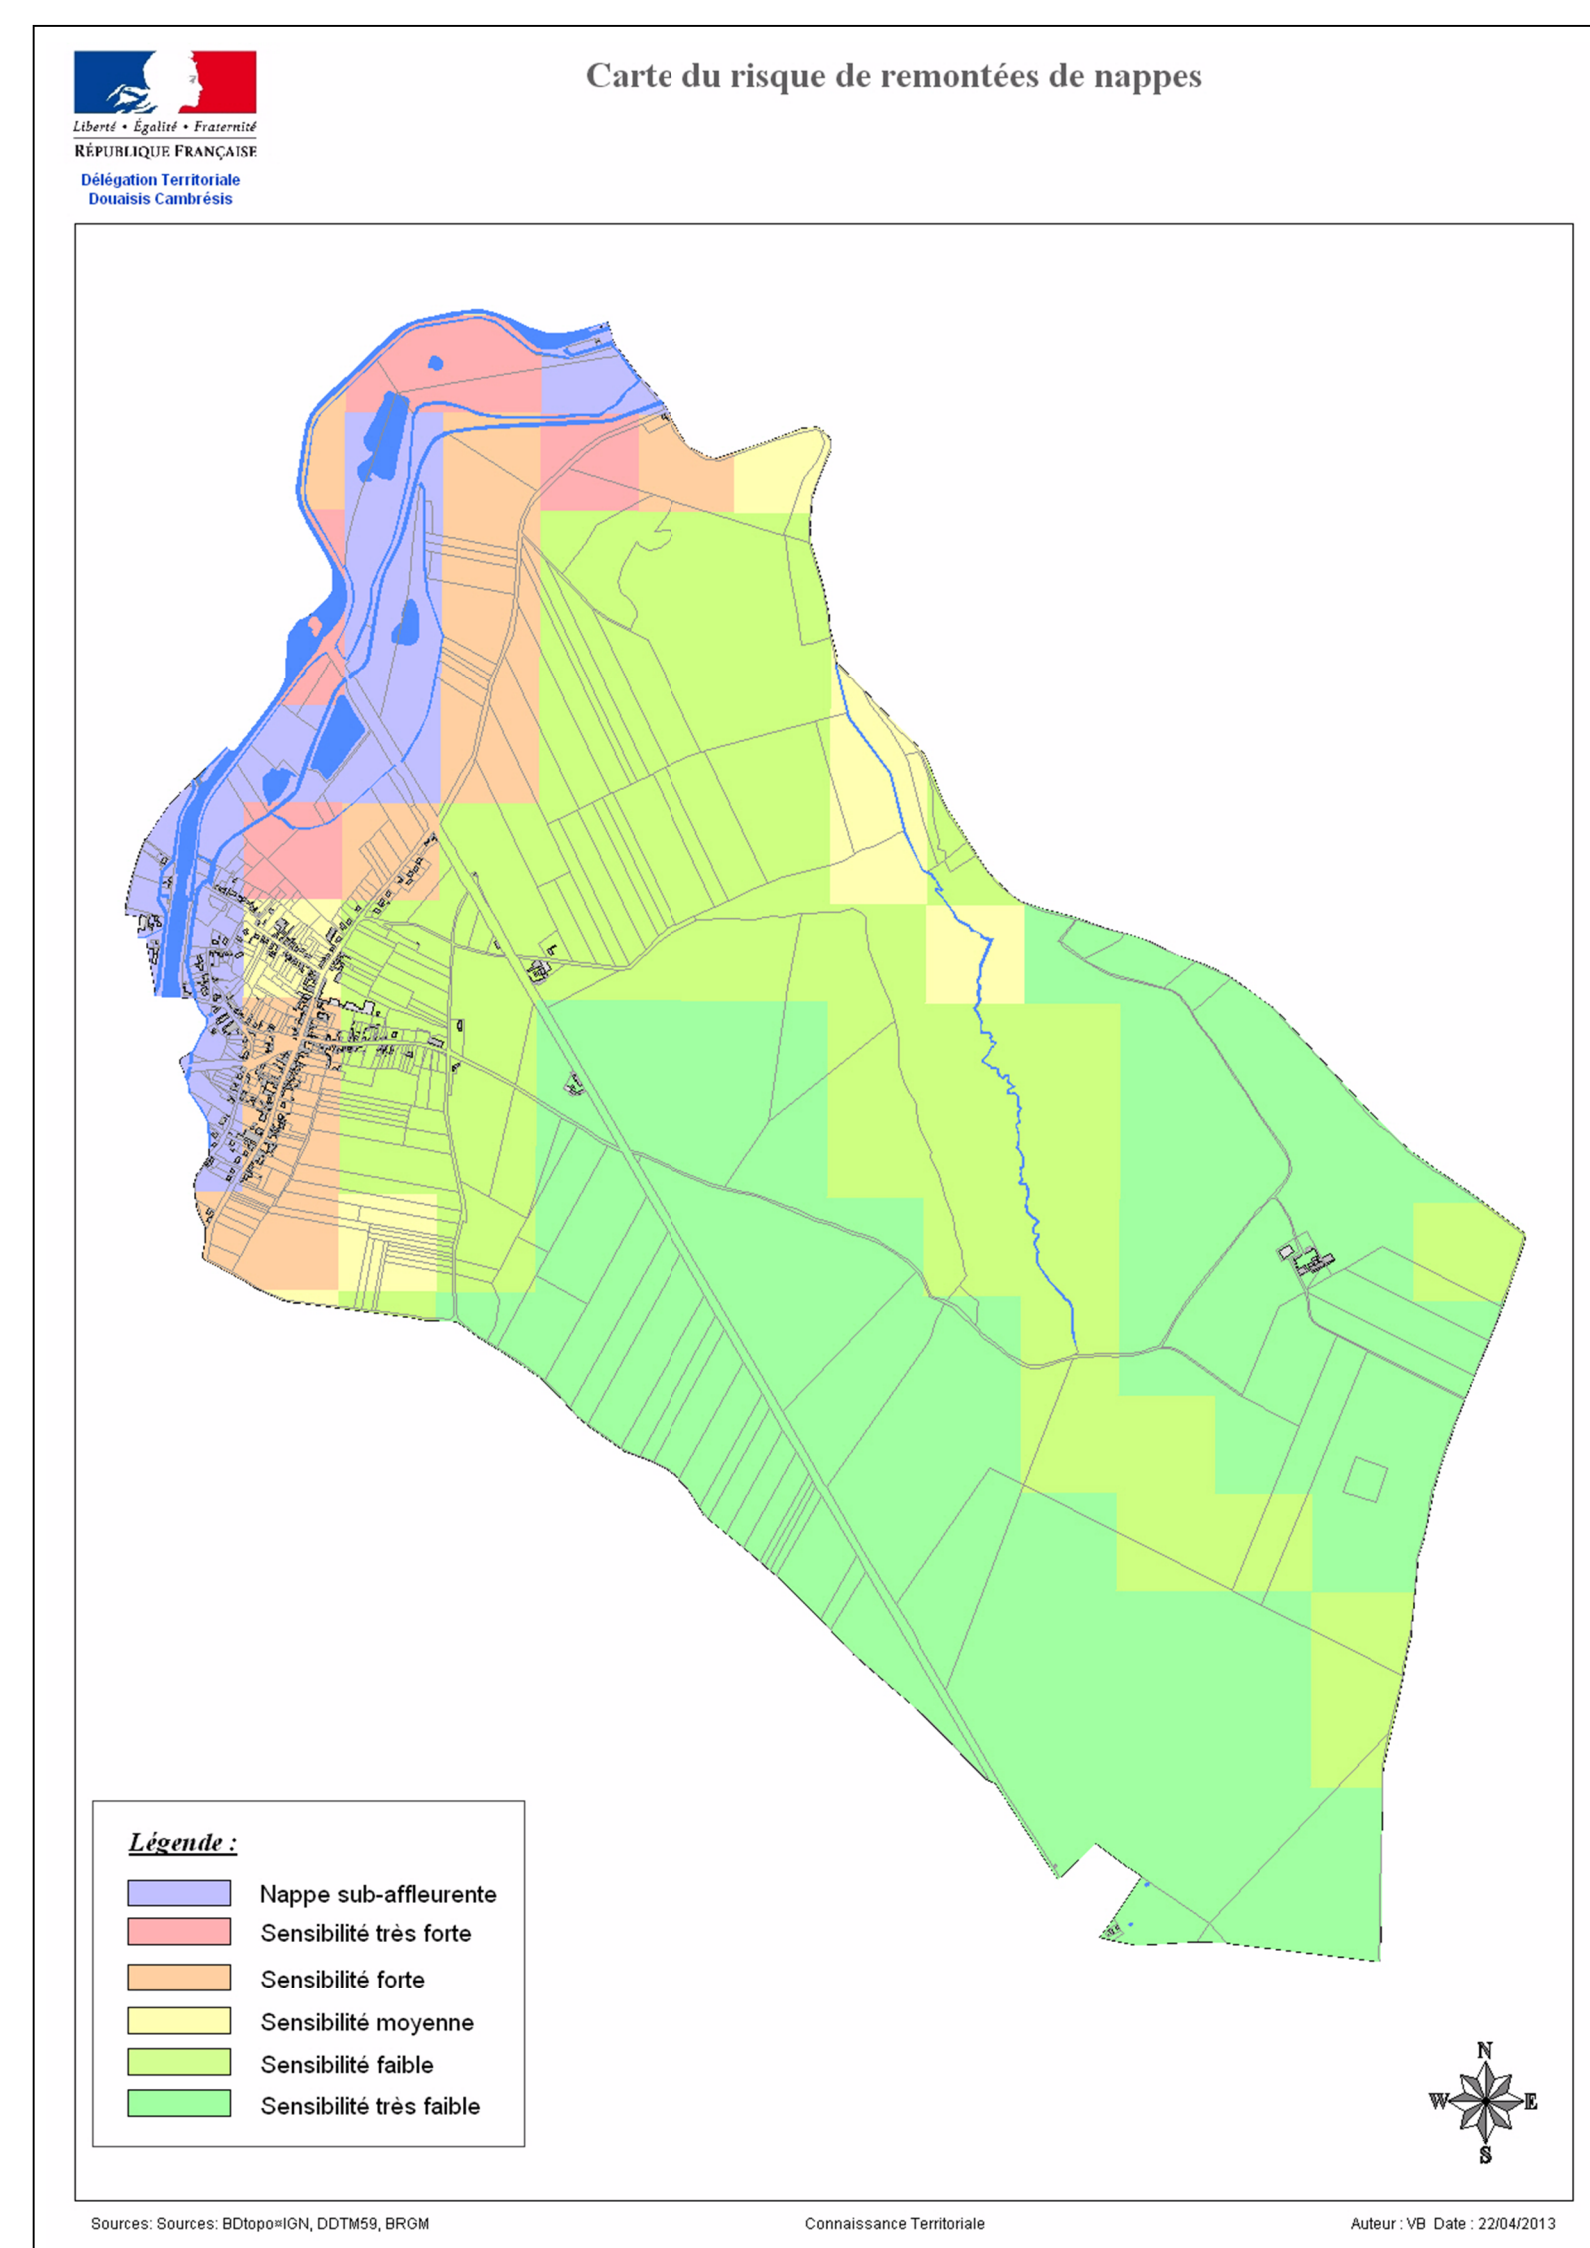 Carte du risque de remontées de nappes
Liberté • Égalité • Fraternité
RÉPUBLIQUE FRANÇAISE
Délégation Territoriale
Douaisis Cambrésis
Légende :
Nappe sub-affleurente
Sensibilité très forte
Sensibilité forte
Sensibilité moyenne
Sensibilité faible
Sensibilité très faible
N
W E
S
Sources: Sources: BDtopo¤IGN, DDTM59, BRGM
Connaissance Territoriale
Auteur : VB Date : 22/04/2013